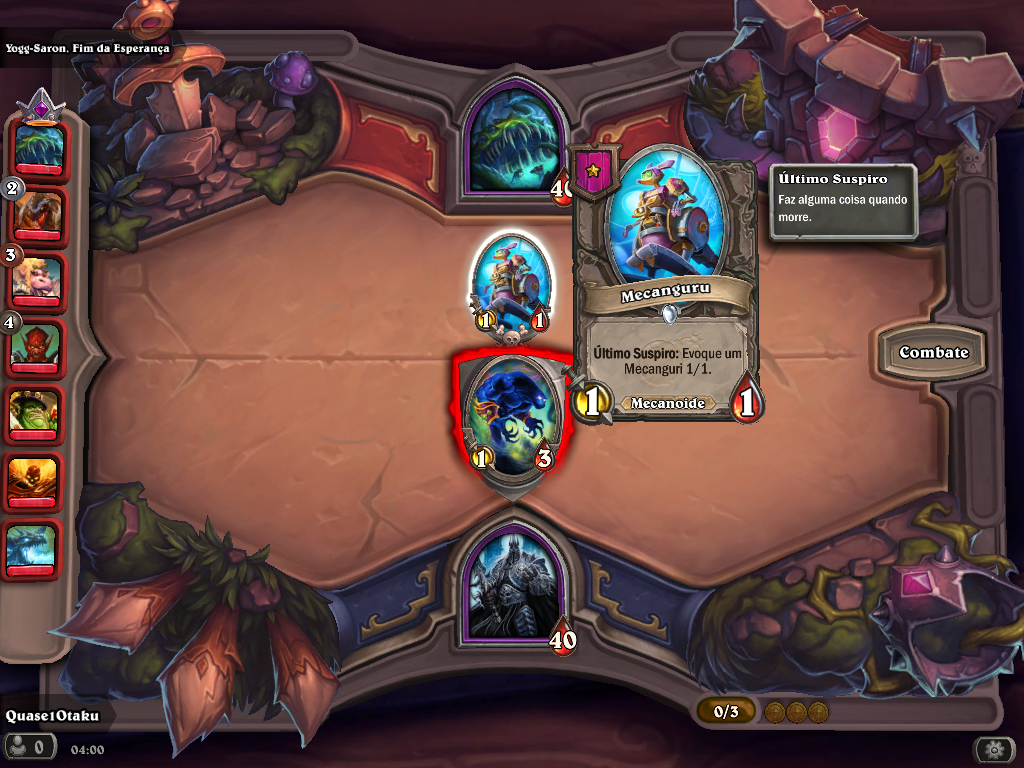 Yogg-Saron, Fim da Esperança
2
3
4
40
1
1
1
3
Mecanguru
Último Suspiro: Evoque um
Mecanguri 1/1.
1
Mecanoide
1
Último Suspiro
Faz alguma coisa quando
morre.
Combate
40
0/3
Quase1Otaku
0
04:00